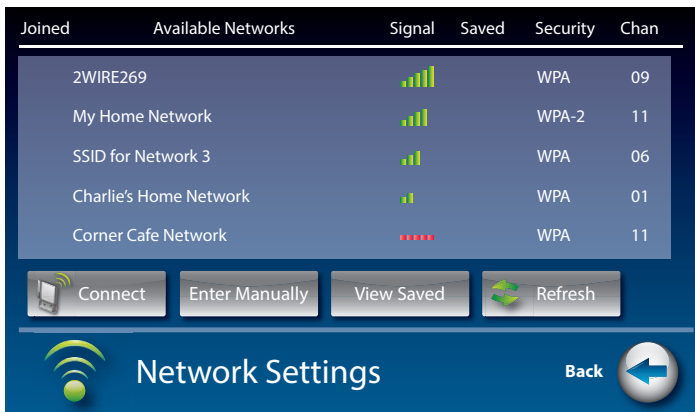 Joined Available Networks Signal Saved Security Chan
2WIRE269 WPA 09
My Home Network WPA-2 11
SSID for Network 3 WPA 06
Charlie's Home Network WPA 01
Corner Cafe Network WPA 11
Connect Enter Manually View Saved Refresh
Network Settings Back